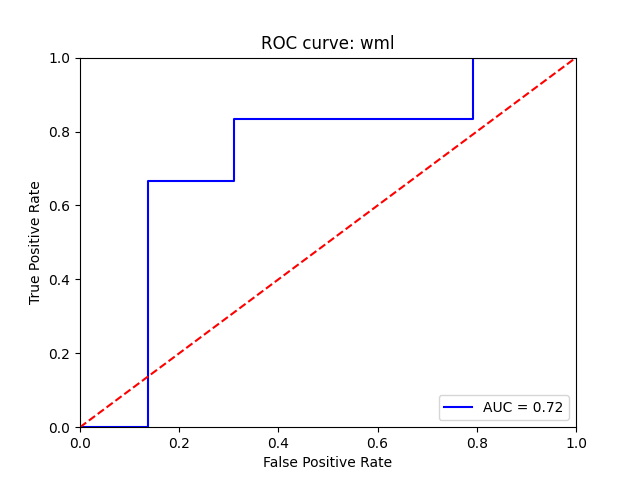 ROC curve: wml
1.0
0.8
0.6
0.4
0.2
0.0
True Positive Rate
AUC = 0.72
0.0 0.2 0.4 0.6 0.8 1.0
False Positive Rate